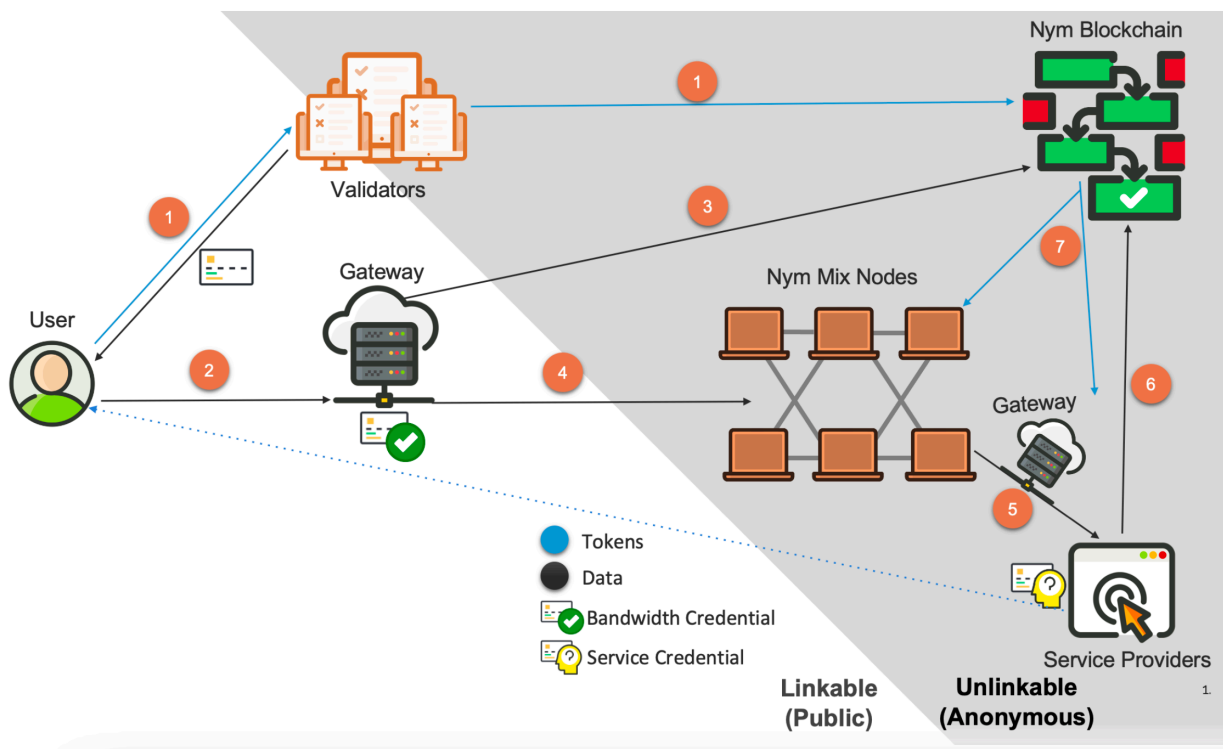 Nym Blockchain
1
Validators
1
3
Gateway
7
Nym Mix Nodes
User
2
4
6
Gateway
5
Tokens
Data
Bandwidth Credential
Service Credential
?
?
Service Providers
Linkable
(Public)
Unlinkable
(Anonymous)
1.